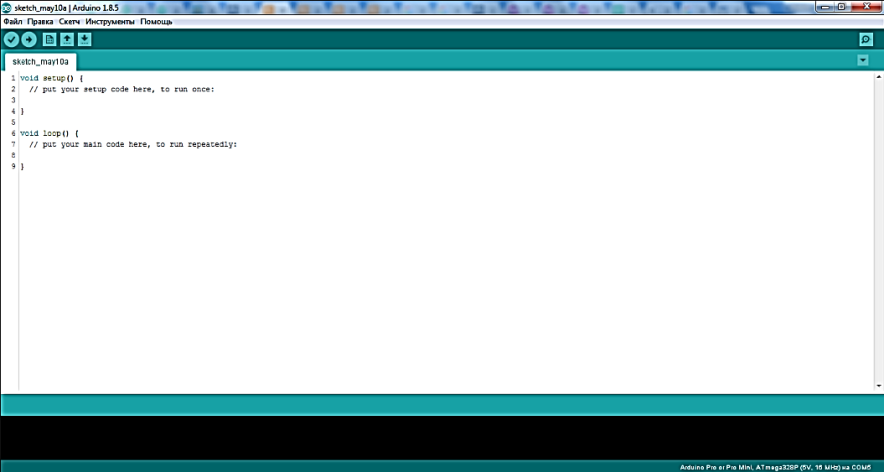 sketch_may10a | Arduino 1.8.5
Файл Правка Скетч Инструменты Помощь
sketch_may10a
1 void setup() {
2 // put your setup code here, to run once:
3
4 }
5
6 void loop() {
7 // put your main code here, to run repeatedly:
8
9 }
Arduino Pro or Pro Mini, ATmega328P (5V, 16 MHz) на COM5